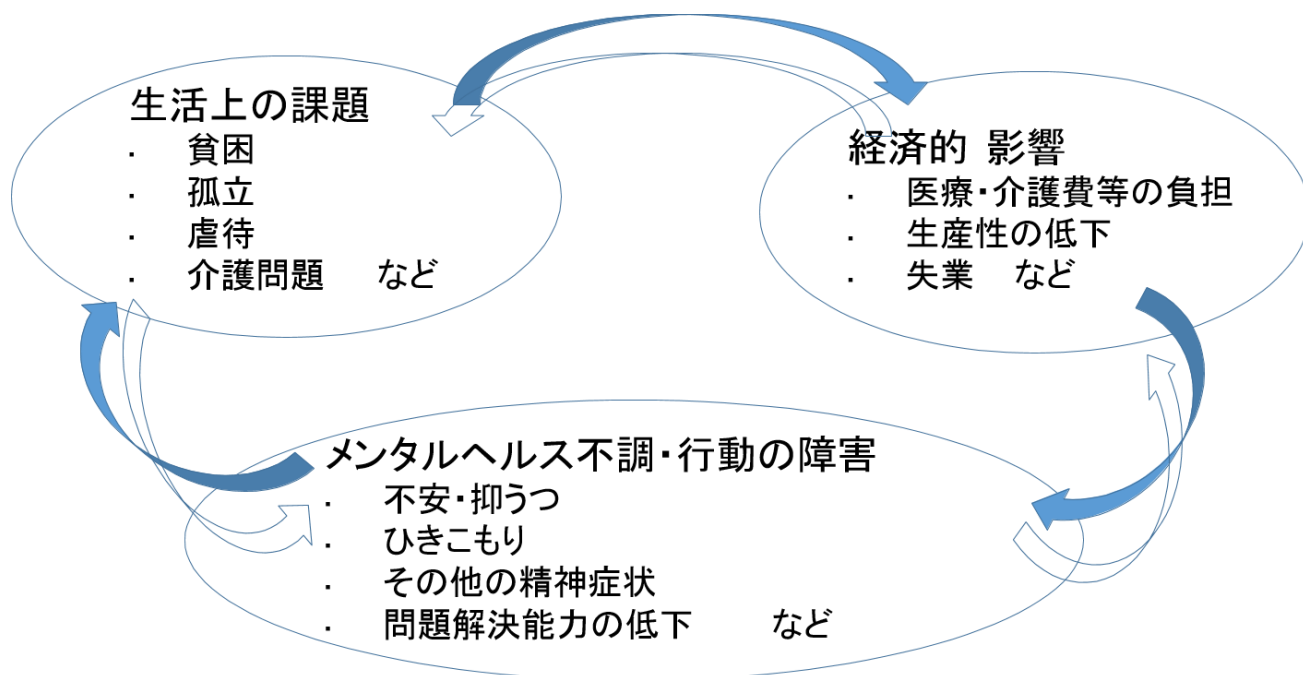 生活上の課題
・ 貧困
・ 孤立
・ 虐待
・ 介護問題 など
経済的 影響
・ 医療・介護費等の負担
・ 生産性の低下
・ 失業 など
メンタルヘルス不調・行動の障害
・ 不安・抑うつ
・ ひきこもり
・ その他の精神症状
・ 問題解決能力の低下 など